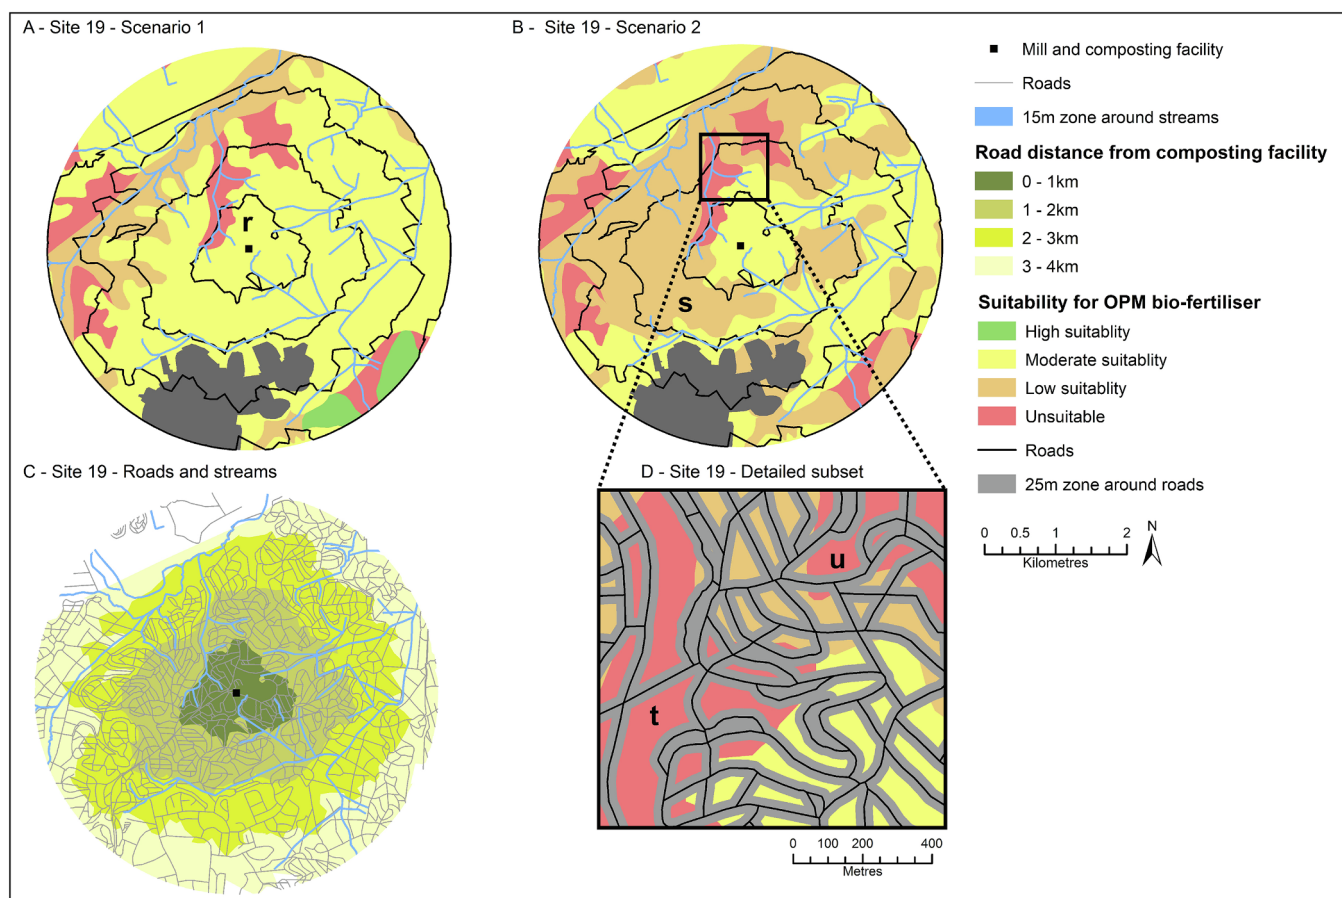 A - Site 19 - Scenario 1
B - Site 19 - Scenario 2
r
s
Mill and composting facility
Roads
15m zone around streams
Road distance from composting facility
0 - 1km
1 - 2km
2 - 3km
3 - 4km
Suitability for OPM bio-fertiliser
High suitablity
Moderate suitablity
Low suitablity
Unsuitable
Roads
25m zone around roads
0 0.5 1 2
Kilometres
N
C - Site 19 - Roads and streams
D - Site 19 - Detailed subset
u
t
0 100 200 400
Metres